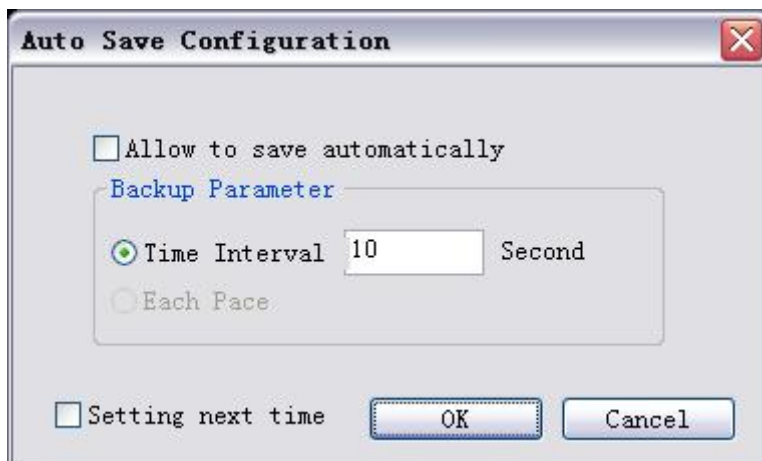 Auto Save Configuration
Allow to save automatically
Backup Parameter
Time Interval 10 Second
Each Pace
Setting next time OK Cancel